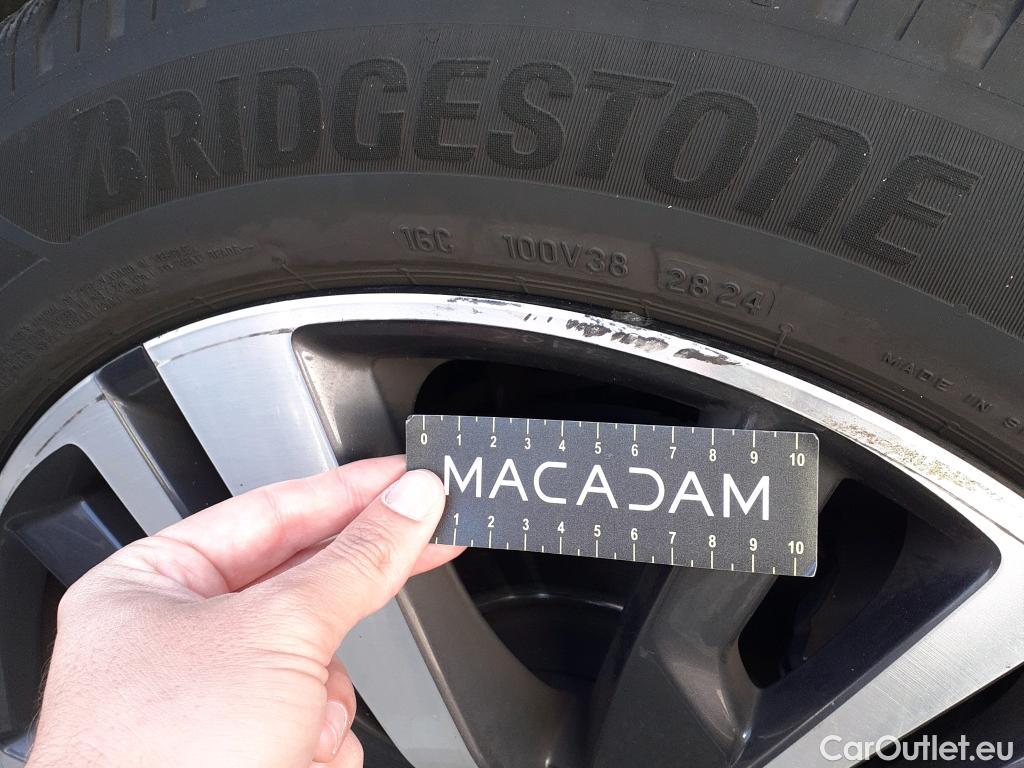 BRIDGESTONE
16C 100V38 2824
MADE IN
0 1 2 3 4 5 6 7 8 9 10
MACADAM
1 2 3 4 5 6 7 8 9 10
CarOutlet.eu